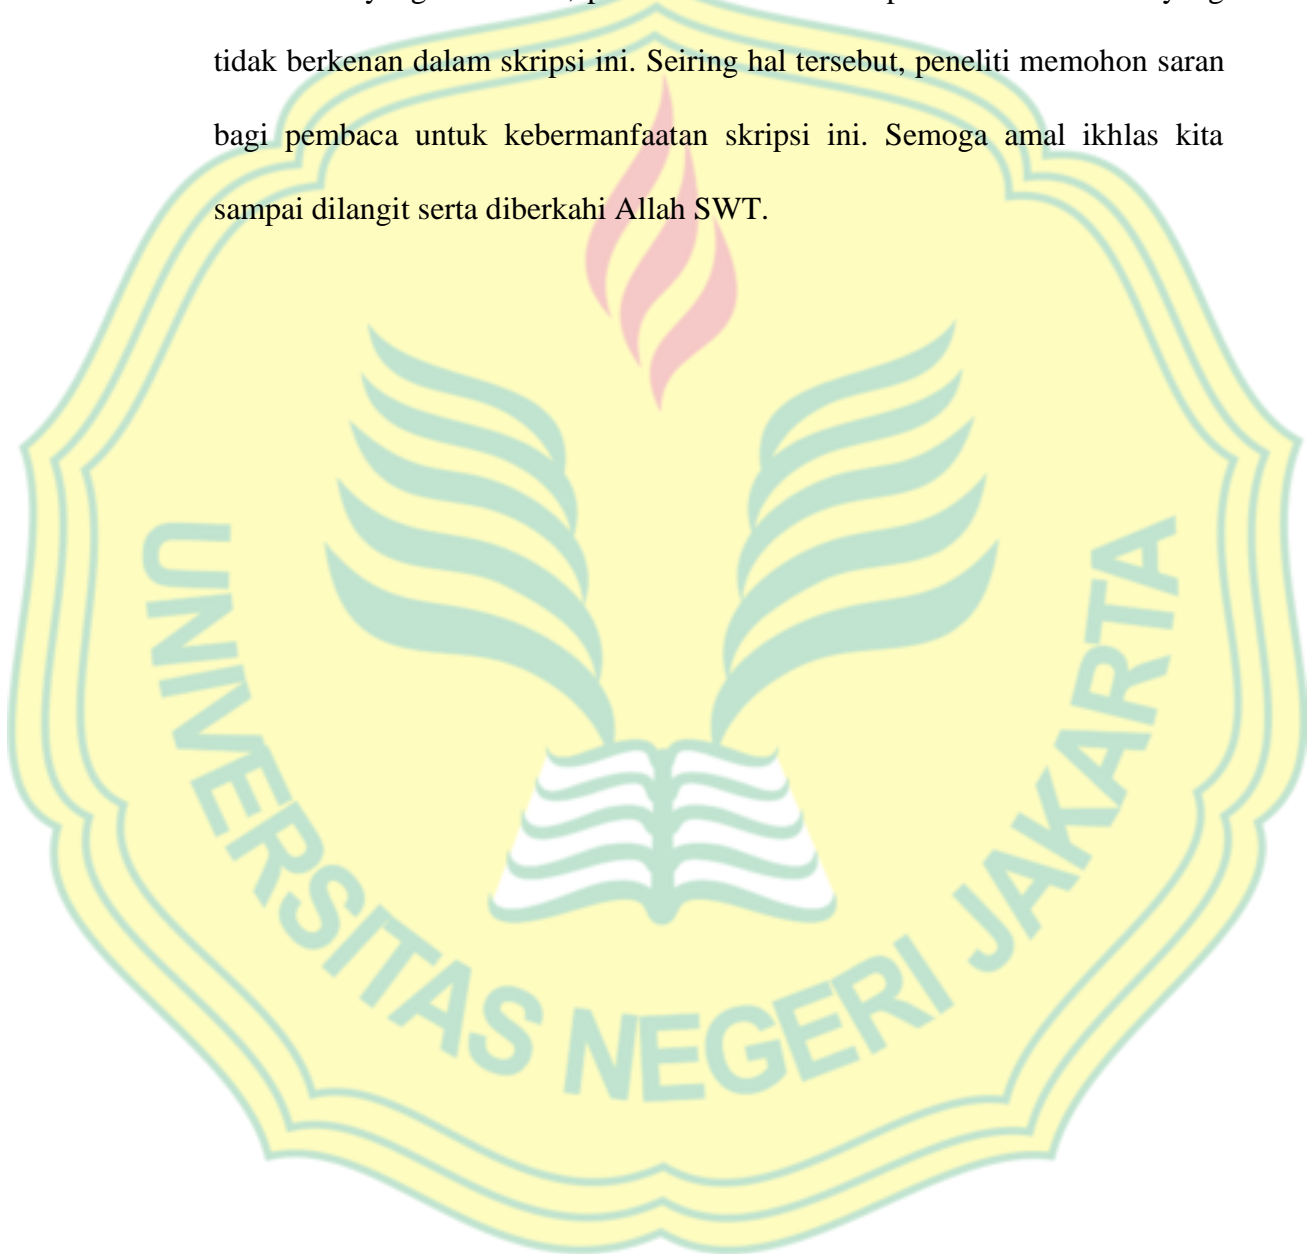 tidak berkenan dalam skripsi ini. Seiring hal tersebut, peneliti memohon saran
bagi pembaca untuk kebermanfaatan skripsi ini. Semoga amal ikhlas kita
sampai dilangit serta diberkahi Allah SWT.
UNIVERSITAS NEGERI JAKARTA